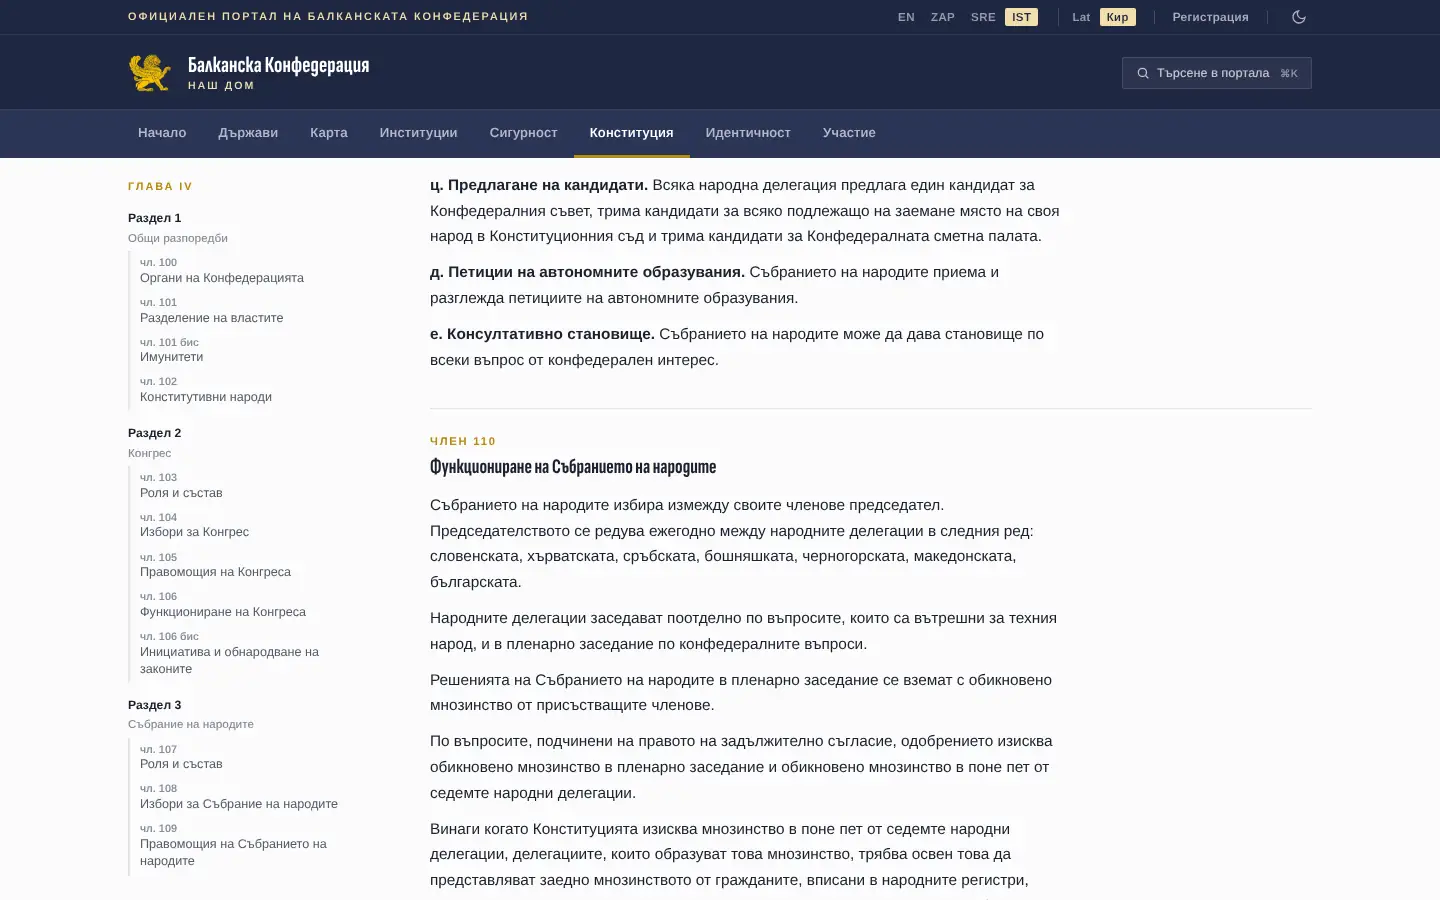 ОФИЦИАЛЕН ПОРТАЛ НА БАЛКАНСКАТА КОНФЕДЕРАЦИЯ
EN ZAP SRE IST Lat Кир Регистрация
Балканска Конфедерация
НАШ ДОМ
Търсене в портала ⌘K
Начало Държави Карта Институции Сигурност Конституция Идентичност Участие
ГЛАВА IV
Раздел 1
Общи разпоредби
чл. 100
Органи на Конфедерацията
чл. 101
Разделение на властите
чл. 101 бис
Имунитети
чл. 102
Конститутивни народи
Раздел 2
Конгрес
чл. 103
Роля и състав
чл. 104
Избори за Конгрес
чл. 105
Правомощия на Конгреса
чл. 106
Функциониране на Конгреса
чл. 106 бис
Инициатива и обнародване на
законите
Раздел 3
Събрание на народите
чл. 107
Роля и състав
чл. 108
Избори за Събрание на народите
чл. 109
Правомощия на Събранието на
народите
ц. Предлагане на кандидати. Всяка народна делегация предлага един кандидат за
Конфедералния съвет, трима кандидати за всяко подлежащо на заемане място на своя
народ в Конституционния съд и трима кандидати за Конфедералната сметна палата.
д. Петиции на автономните образувания. Събранието на народите приема и
разглежда петициите на автономните образувания.
е. Консултативно становище. Събранието на народите може да дава становище по
всеки въпрос от конфедерален интерес.
ЧЛЕН 110
Функциониране на Събранието на народите
Събранието на народите избира измежду своите членове председател.
Председателството се редува ежегодно между народните делегации в следния ред:
словенската, хърватската, сръбската, бошняшката, черногорската, македонската,
българската.
Народните делегации заседават поотделно по въпросите, които са вътрешни за техния
народ, и в пленарно заседание по конфедералните въпроси.
Решенията на Събранието на народите в пленарно заседание се вземат с обикновено
мнозинство от присъстващите членове.
По въпросите, подчинени на правото на задължително съгласие, одобрението изисква
обикновено мнозинство в пленарно заседание и обикновено мнозинство в поне пет от
седемте народни делегации.
Винаги когато Конституцията изисква мнозинство в поне пет от седемте народни
делегации, делегациите, които образуват това мнозинство, трябва освен това да
представляват заедно мнозинството от гражданите, вписани в народните регистри,